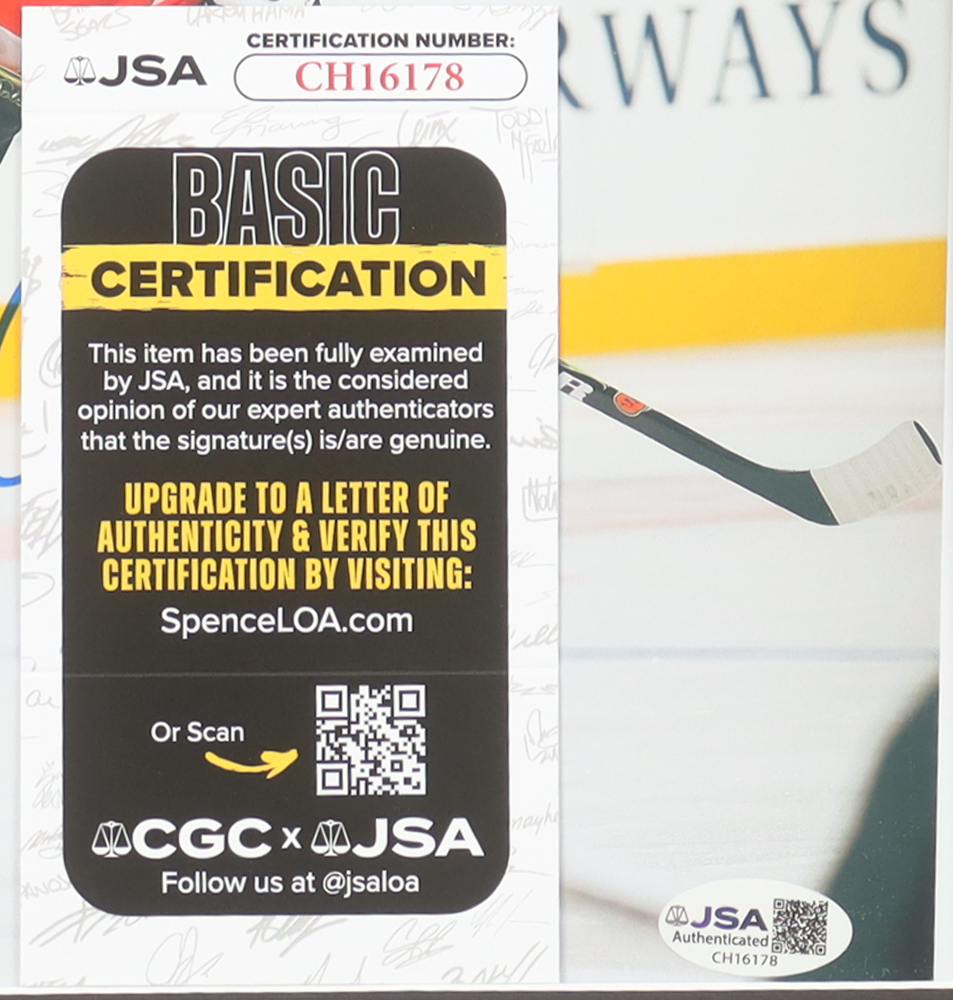 CERTIFICATION NUMBER:
JSA
CH16178
RWAYS
BASIC
CERTIFICATION
This item has been fully examined
by JSA, and it is the considered
opinion of our expert authenticators
that the signature(s) is/are genuine.
UPGRADE TO A LETTER OF
AUTHENTICITY & VERIFY THIS
CERTIFICATION BY VISITING:
SpenceLOA.com
Or Scan
CGC x JSA
Follow us at @jsaloa
JSA
Authenticated
CH16178